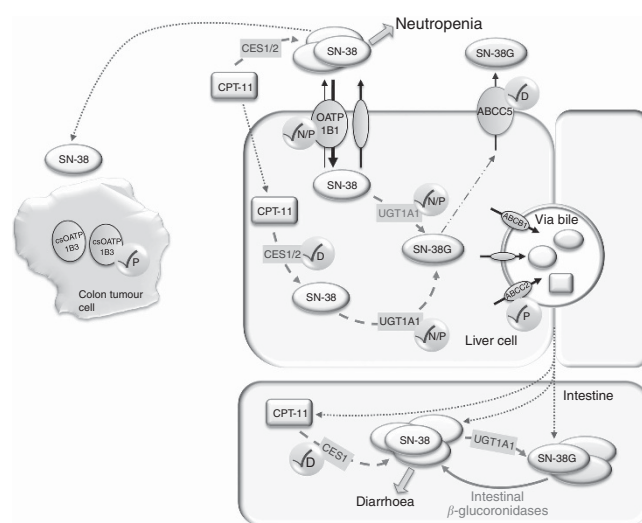 Neutropenia
CES1/2
SN-38
SN-38G
CPT-11
OATP
1B1
N/P
ABCC5
D
SN-38
SN-38
UGT1A1
N/P
CPT-11
ABCB1
Via bile
csOATP
1B3
csOATP
1B3
P
CES1/2
D
SN-38G
Colon tumour
cell
SN-38
ABCC2
UGT1A1
N/P
P
Liver cell
Intestine
CPT-11
SN-38
UGT1A1
CES1
D
SN-38G
Diarrhoea
Intestinal
β-glucoronidases